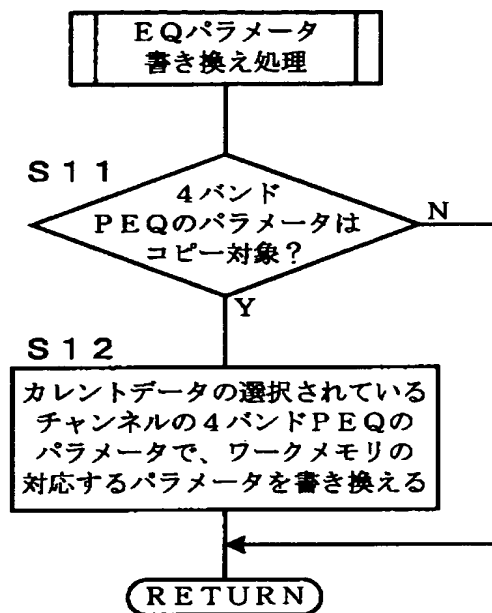 ＥＱパラメータ
書き換え処理
Ｓ１１
４バンド
ＰＥＱのパラメータは
コピー対象？
Ｎ
Ｙ
Ｓ１２
カレントデータの選択されている
チャンネルの４バンドＰＥＱの
パラメータで、ワークメモリの
対応するパラメータを書き換える
ＲＥＴＵＲＮ